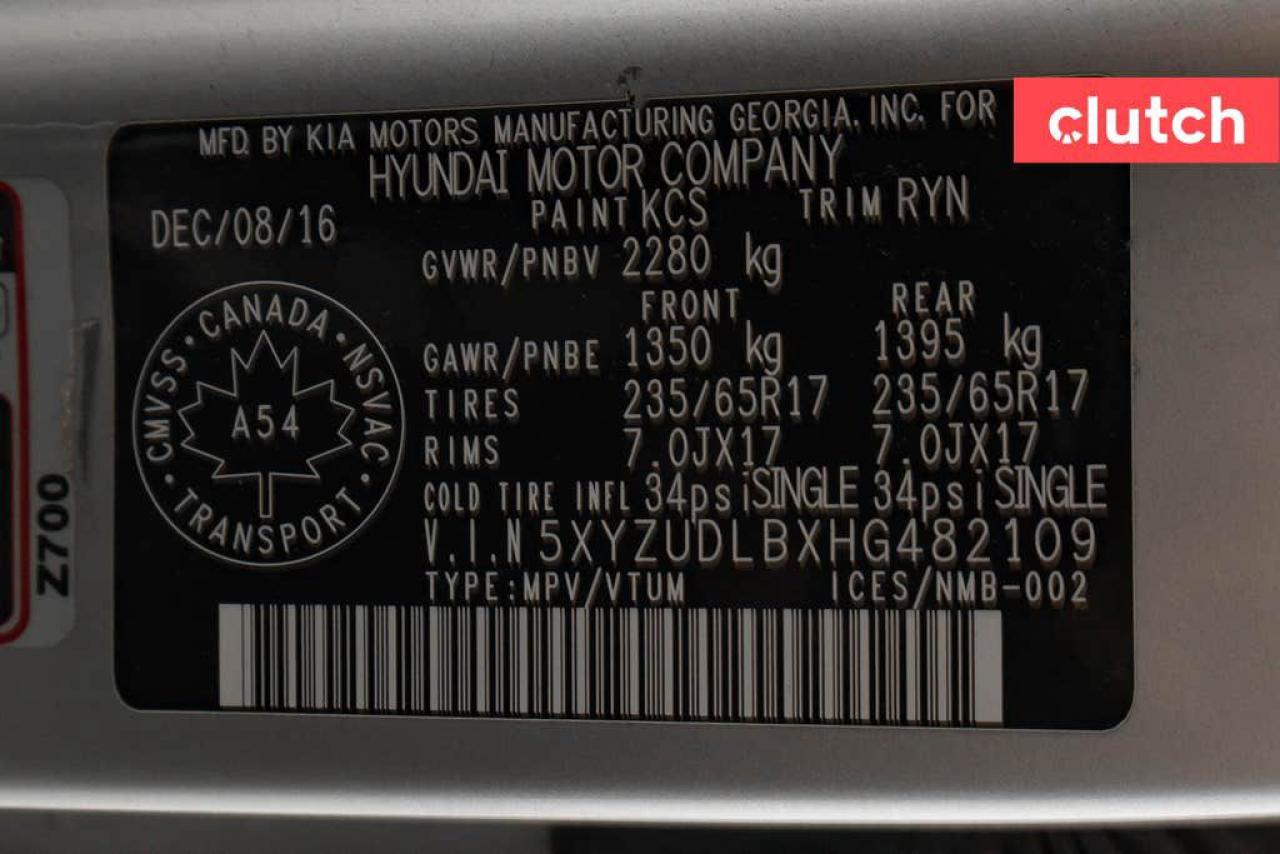 clutch
MFD. BY KIA MOTORS MANUFACTURING GEORGIA, INC. FOR
HYUNDAI MOTOR COMPANY
DEC/08/16 PAINT KCS TRIM RYN
GVWR/PNBV 2280 kg
FRONT REAR
GAWR/PNBE 1350 kg 1395 kg
TIRES 235/65R17 235/65R17
RIMS 7.0JX17 7.0JX17
COLD TIRE INFL 34psi SINGLE 34psi SINGLE
V.I.N 5XYZUDLBXHG482109
TYPE:MPV/VTUM ICES/NMB-002
CMVSS • CANADA • NSVAC • TRANSPORT •
A54
Z700